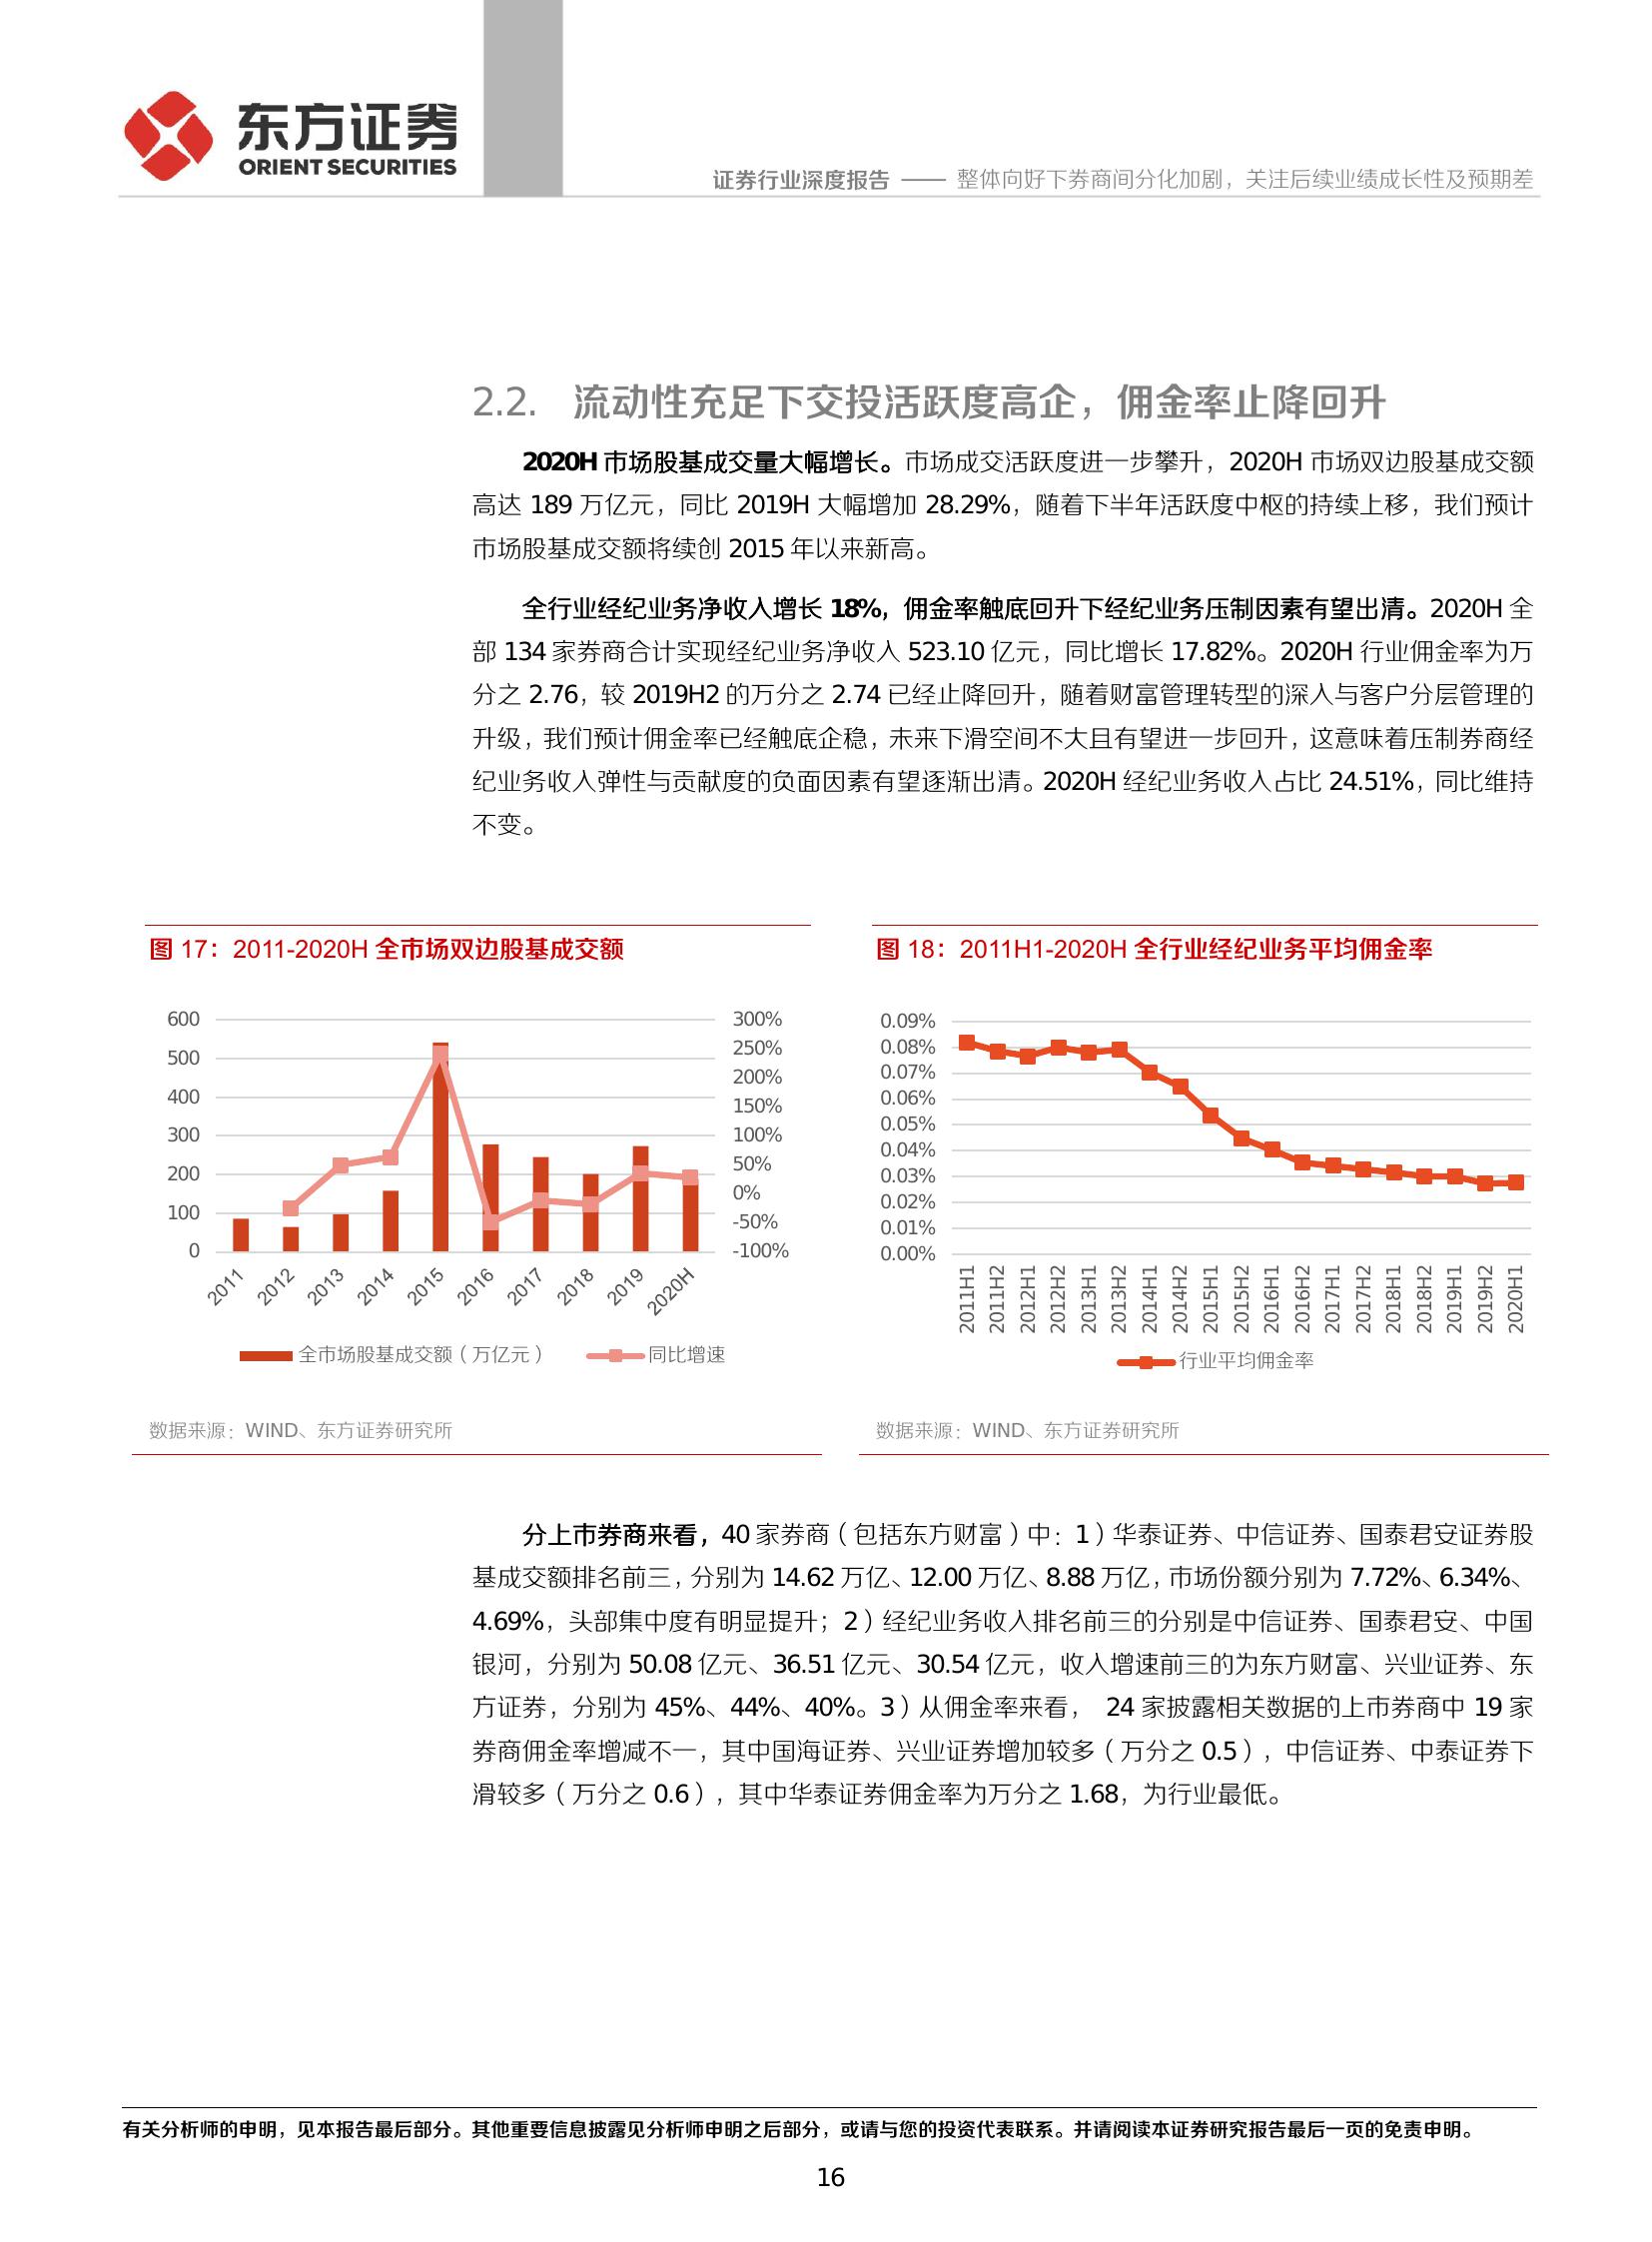 东方证券
ORIENT SECURITIES
证券行业深度报告 —— 整体向好下券商间分化加剧，关注后续业绩成长性及预期差
2.2. 流动性充足下交投活跃度高企，佣金率止降回升
2020H 市场股基成交量大幅增长。市场成交活跃度进一步攀升，2020H 市场双边股基成交额
高达 189 万亿元，同比 2019H 大幅增加 28.29%，随着下半年活跃度中枢的持续上移，我们预计
市场股基成交额将续创 2015 年以来新高。
全行业经纪业务净收入增长 18%，佣金率触底回升下经纪业务压制因素有望出清。2020H 全
部 134 家券商合计实现经纪业务净收入 523.10 亿元，同比增长 17.82%。2020H 行业佣金率为万
分之 2.76，较 2019H2 的万分之 2.74 已经止降回升，随着财富管理转型的深入与客户分层管理的
升级，我们预计佣金率已经触底企稳，未来下滑空间不大且有望进一步回升，这意味着压制券商经
纪业务收入弹性与贡献度的负面因素有望逐渐出清。2020H 经纪业务收入占比 24.51%，同比维持
不变。
图 17：2011-2020H 全市场双边股基成交额
600
500
400
300
200
100
0
300%
250%
200%
150%
100%
50%
0%
-50%
-100%
2011
2012
2013
2014
2015
2016
2017
2018
2019
2020H
全市场股基成交额（万亿元）
同比增速
数据来源：WIND、东方证券研究所
图 18：2011H1-2020H 全行业经纪业务平均佣金率
0.09%
0.08%
0.07%
0.06%
0.05%
0.04%
0.03%
0.02%
0.01%
0.00%
2011H1
2011H2
2012H1
2012H2
2013H1
2013H2
2014H1
2014H2
2015H1
2015H2
2016H1
2016H2
2017H1
2017H2
2018H1
2018H2
2019H1
2019H2
2020H1
行业平均佣金率
数据来源：WIND、东方证券研究所
分上市券商来看，40 家券商（包括东方财富）中：1）华泰证券、中信证券、国泰君安证券股
基成交额排名前三，分别为 14.62 万亿、12.00 万亿、8.88 万亿，市场份额分别为 7.72%、6.34%、
4.69%，头部集中度有明显提升；2）经纪业务收入排名前三的分别是中信证券、国泰君安、中国
银河，分别为 50.08 亿元、36.51 亿元、30.54 亿元，收入增速前三的为东方财富、兴业证券、东
方证券，分别为 45%、44%、40%。3）从佣金率来看， 24 家披露相关数据的上市券商中 19 家
券商佣金率增减不一，其中国海证券、兴业证券增加较多（万分之 0.5），中信证券、中泰证券下
滑较多（万分之 0.6），其中华泰证券佣金率为万分之 1.68，为行业最低。
有关分析师的申明，见本报告最后部分。其他重要信息披露见分析师申明之后部分，或请与您的投资代表联系。并请阅读本证券研究报告最后一页的免责申明。
16